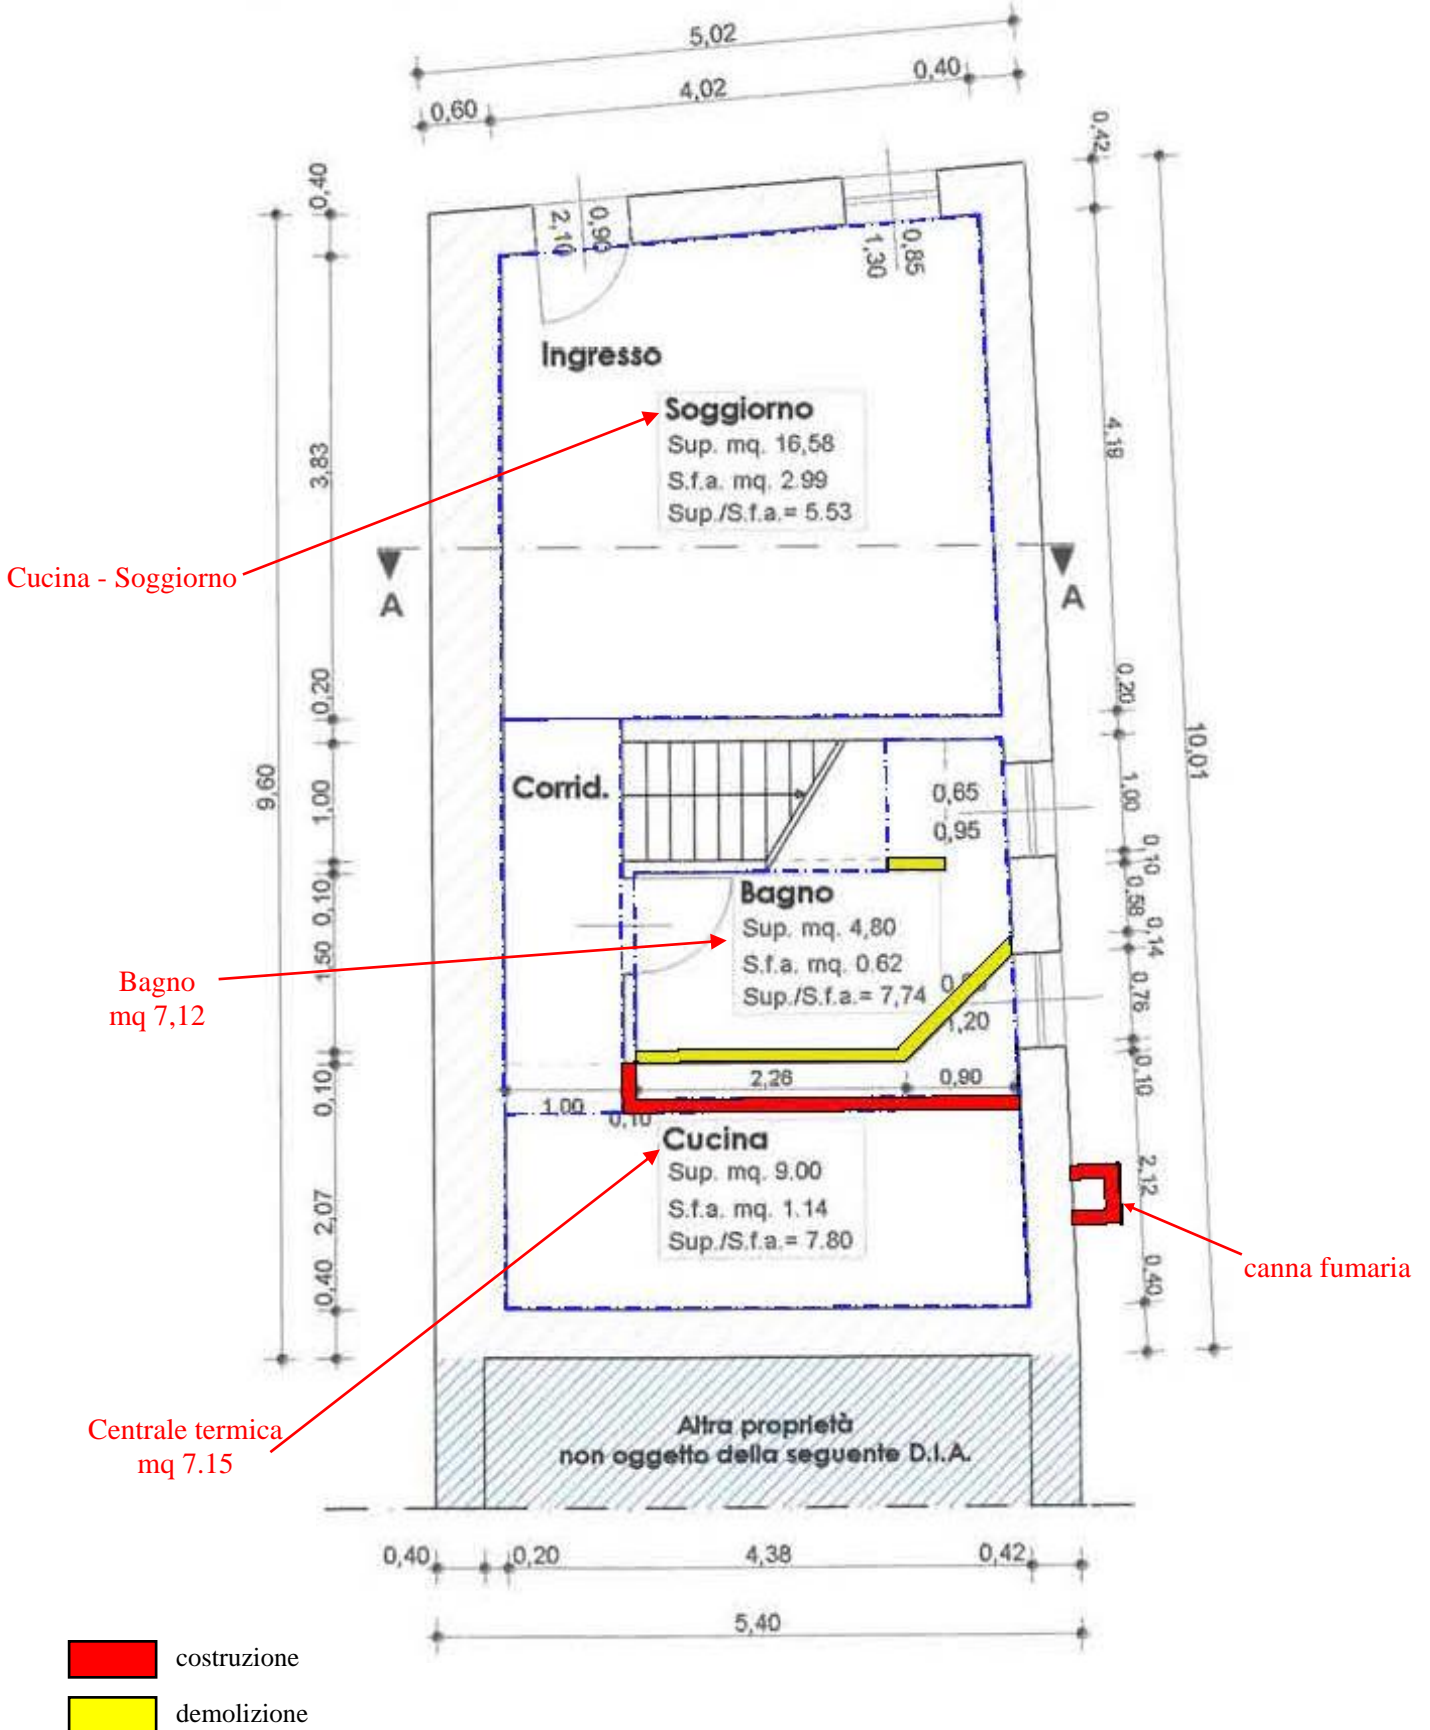 5,02
0,60
4,02
0,40
0,42
0,40
0,90
2,10
0,85
1,30
Ingresso
Soggiorno
Sup. mq. 16,58
S.f.a. mq. 2.99
Sup./S.f.a.= 5.53
3,83
4,18
Cucina - Soggiorno
A
A
0,20
0,20
9,60
10,01
Corrid.
1,00
0,65
0,95
1,00
0,10
0,10
0,58
0,14
Bagno
Sup. mq. 4,80
S.f.a. mq. 0.62
Sup./S.f.a.= 7,74
1,50
Bagno
mq 7,12
1,20
0,76
0,10
0,10
2,26
0,90
1,00
0,10
Cucina
Sup. mq. 9.00
S.f.a. mq. 1.14
Sup./S.f.a.= 7.80
2,07
2,12
0,40
0,40
canna fumaria
Centrale termica
mq 7.15
Altra proprietà
non oggetto della seguente D.I.A.
0,40
0,20
4,38
0,42
5,40
costruzione
demolizione